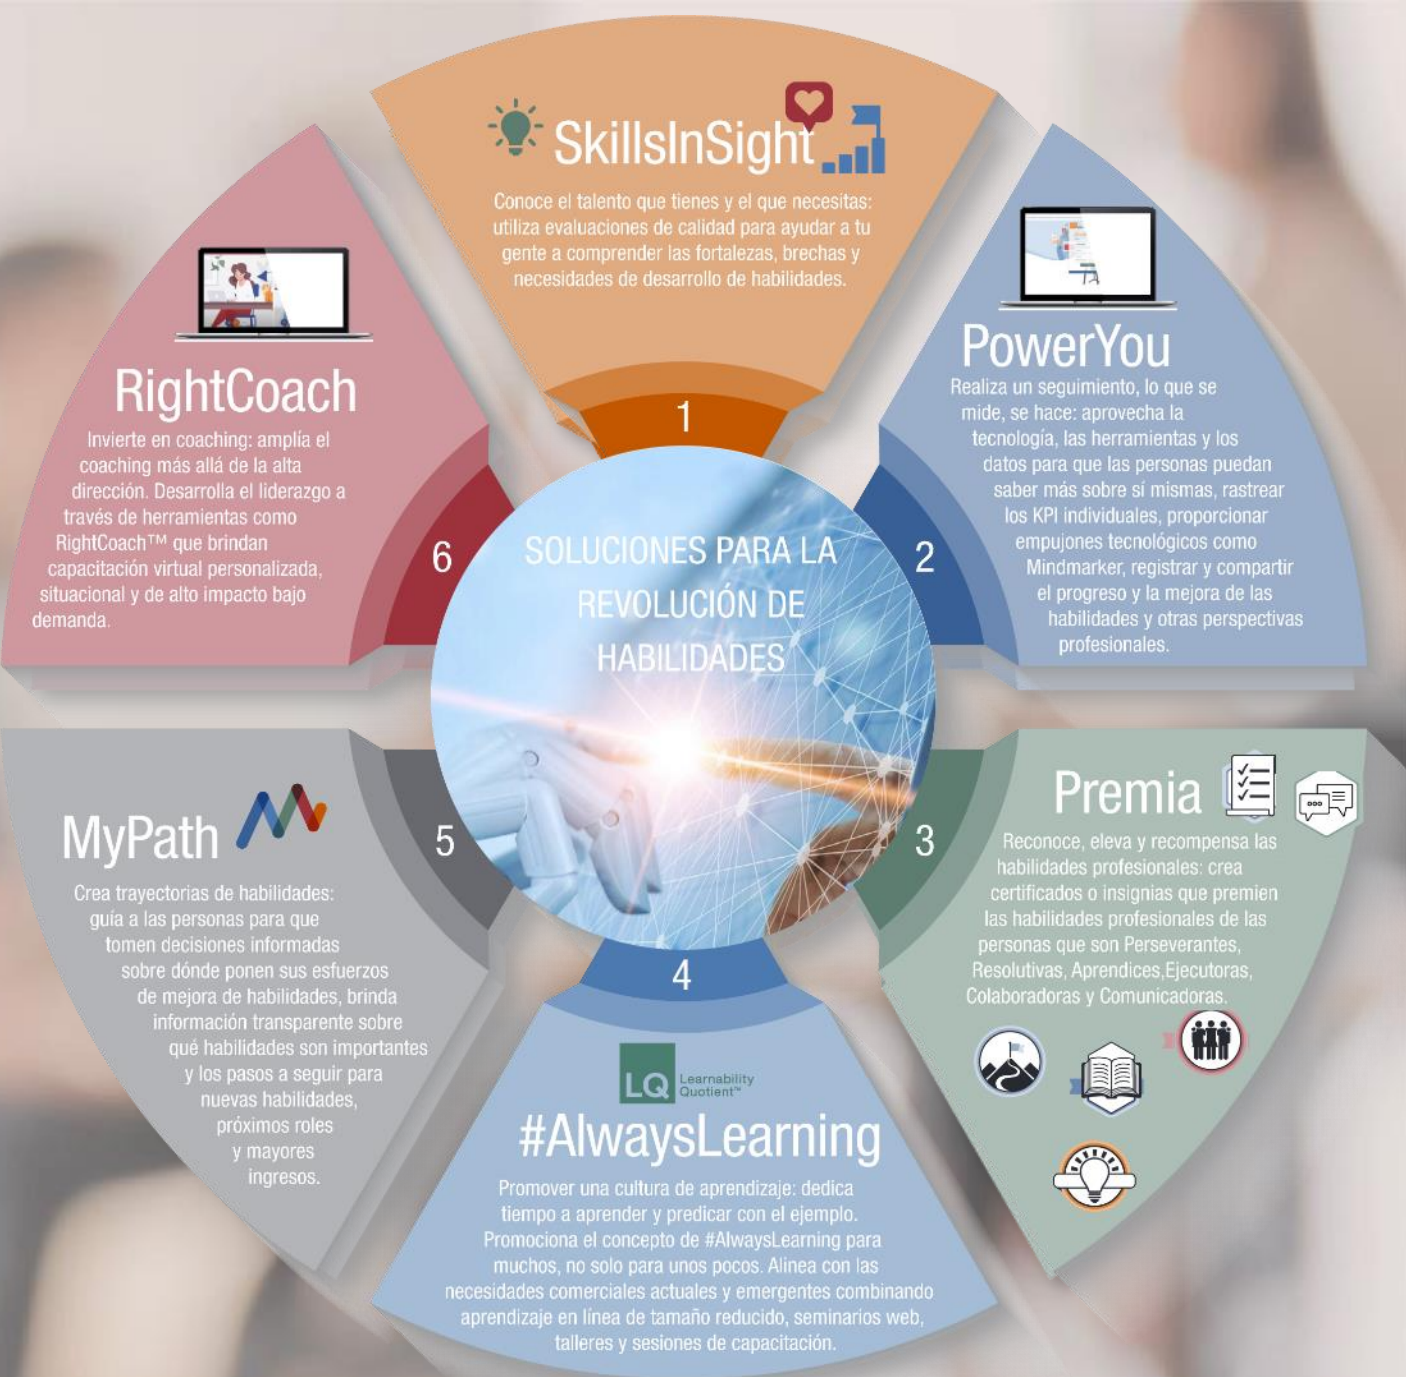 SOLUCIONES PARA LA
REVOLUCIÓN DE
HABILIDADES
1
SkillsInSight
Conoce el talento que tienes y el que necesitas:
utiliza evaluaciones de calidad para ayudar a tu
gente a comprender las fortalezas, brechas y
necesidades de desarrollo de habilidades.
2
PowerYou
Realiza un seguimiento, lo que se
mide, se hace: aprovecha la
tecnología, las herramientas y los
datos para que las personas puedan
saber más sobre sí mismas, rastrear
los KPI individuales, proporcionar
empujones tecnológicos como
Mindmarker, registrar y compartir
el progreso y la mejora de las
habilidades y otras perspectivas
profesionales.
3
Premia
Reconoce, eleva y recompensa las
habilidades profesionales: crea
certificados o insignias que premien
las habilidades profesionales de las
personas que son Perseverantes,
Resolutivas, Aprendices,Ejecutoras,
Colaboradoras y Comunicadoras.
4
LQ Learnability
Quotient™
#AlwaysLearning
Promover una cultura de aprendizaje: dedica
tiempo a aprender y predicar con el ejemplo.
Promociona el concepto de #AlwaysLearning para
muchos, no solo para unos pocos. Alinea con las
necesidades comerciales actuales y emergentes combinando
aprendizaje en línea de tamaño reducido, seminarios web,
talleres y sesiones de capacitación.
5
MyPath
Crea trayectorias de habilidades:
guía a las personas para que
tomen decisiones informadas
sobre dónde ponen sus esfuerzos
de mejora de habilidades, brinda
información transparente sobre
qué habilidades son importantes
y los pasos a seguir para
nuevas habilidades,
próximos roles
y mayores
ingresos.
6
RightCoach
Invierte en coaching: amplía el
coaching más allá de la alta
dirección. Desarrolla el liderazgo a
través de herramientas como
RightCoach™ que brindan
capacitación virtual personalizada,
situacional y de alto impacto bajo
demanda.